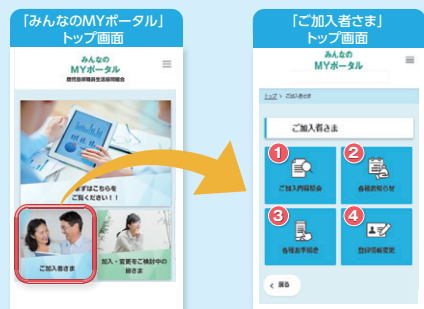 「みんなのMYポータル」
トップ画面
みんなの
MYポータル
鹿児島県職員生活協同組合
まずはこちらを
ご覧ください！！
ご加入者さま
加入・変更をご検討中の
皆さま
「ご加入者さま」
トップ画面
みんなの
MYポータル
トップ > ご加入者さま
ご加入者さま
1
ご加入内容照会
2
各種お知らせ
3
各種お手続き
4
登録情報変更
< 戻る